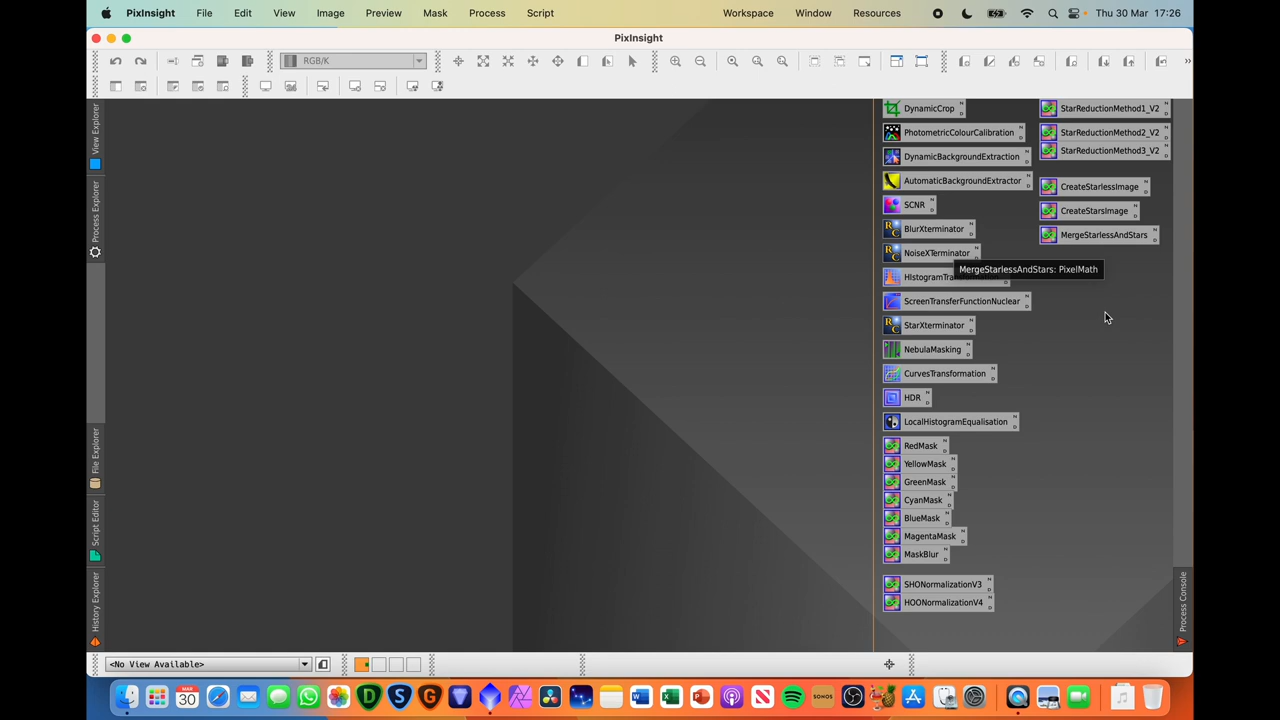 PixInsight File Edit View Image Preview Mask Process Script Workspace Window Resources Thu 30 Mar 17:26
PixInsight
RGB/K
View Explorer
Process Explorer
File Explorer
Script Editor
History Explorer
DynamicCrop
PhotometricColourCalibration
DynamicBackgroundExtraction
AutomaticBackgroundExtractor
SCNR
BlurXterminator
NoiseXTerminator
ScreenTransferFunctionNuclear
StarXterminator
NebulaMasking
CurvesTransformation
HDR
LocalHistogramEqualisation
RedMask
YellowMask
GreenMask
CyanMask
BlueMask
MagentaMask
MaskBlur
SHONormalizationV3
HOONormalizationV4
StarReductionMethod1_V2
StarReductionMethod2_V2
StarReductionMethod3_V2
CreateStarlessImage
CreateStarsImage
MergeStarlessAndStars
MergeStarlessAndStars: PixelMath
Process Console
<No View Available>
MAR
30
SONOS